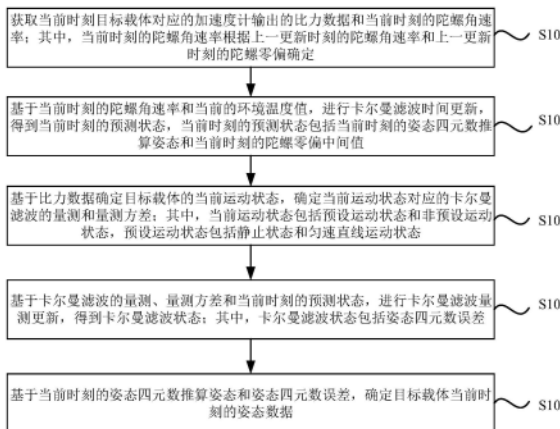 获取当前时刻目标载体对应的加速度计输出的比力数据和当前时刻的陀螺角速
率；其中，当前时刻的陀螺角速率根据上一更新时刻的陀螺角速率和上一更新
时刻的陀螺零偏确定
S10
基于当前时刻的陀螺角速率和当前的环境温度值，进行卡尔曼滤波时间更新，
得到当前时刻的预测状态，当前时刻的预测状态包括当前时刻的姿态四元数推
算姿态和当前时刻的陀螺零偏中间值
S10
基于比力数据确定目标载体的当前运动状态，确定当前运动状态对应的卡尔曼
滤波的量测和量测方差；其中，当前运动状态包括预设运动状态和非预设运动
状态，预设运动状态包括静止状态和匀速直线运动状态
S10
基于卡尔曼滤波的量测、量测方差和当前时刻的预测状态，进行卡尔曼滤波量
测更新，得到卡尔曼滤波状态；其中，卡尔曼滤波状态包括姿态四元数误差
S10
基于当前时刻的姿态四元数推算姿态和姿态四元数误差，确定目标载体当前时
刻的姿态数据
S10